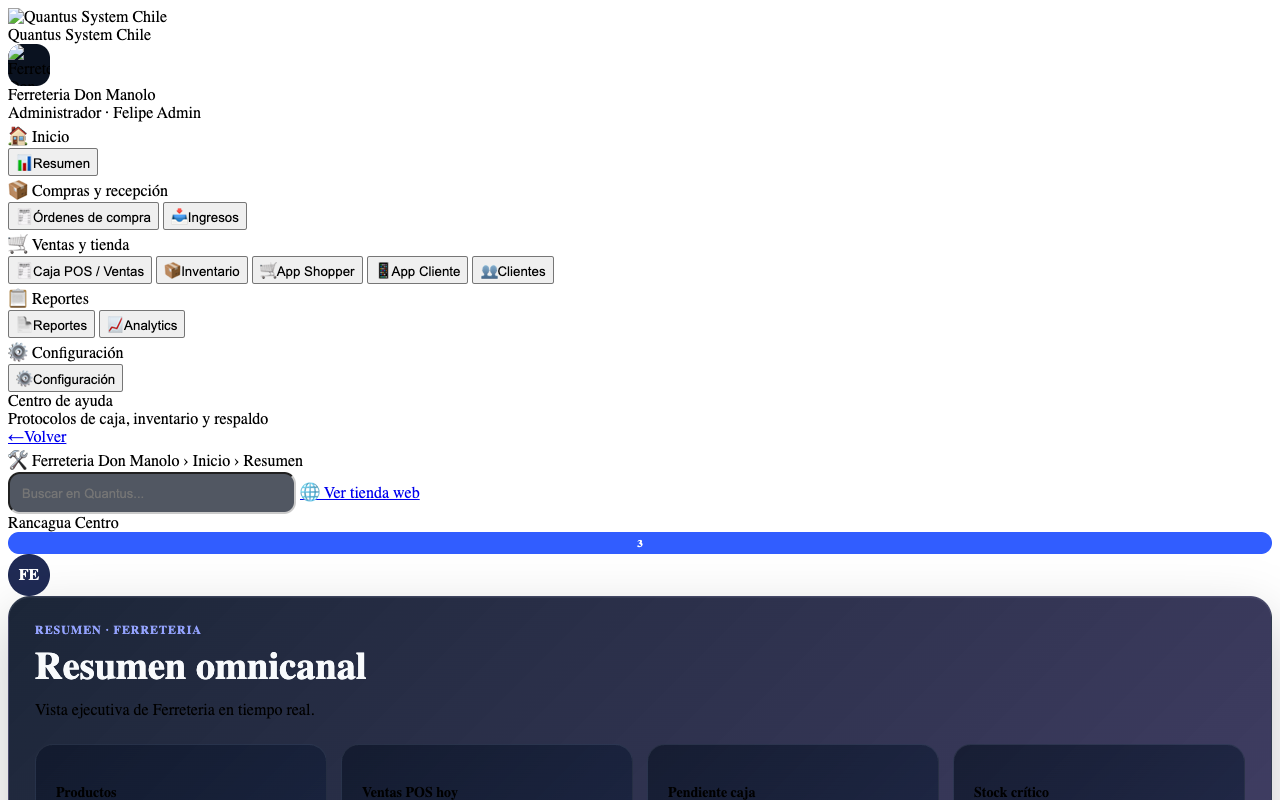 Quantus System Chile
Quantus System Chile
Ferreteria Don Manolo
Administrador · Felipe Admin
🏠 Inicio
📊Resumen
📦 Compras y recepción
🧾Órdenes de compra 📥Ingresos
🛒 Ventas y tienda
🧾Caja POS / Ventas 📦Inventario 🛒App Shopper 📱App Cliente 👥Clientes
📋 Reportes
Reportes 📈Analytics
⚙️ Configuración
⚙️Configuración
Centro de ayuda
Protocolos de caja, inventario y respaldo
←Volver
🛠️ Ferreteria Don Manolo › Inicio › Resumen
Buscar en Quantus... 🌐 Ver tienda web
Rancagua Centro
3
FE
RESUMEN · FERRETERIA
Resumen omnicanal
Vista ejecutiva de Ferreteria en tiempo real.
Productos Ventas POS hoy Pendiente caja Stock crítico